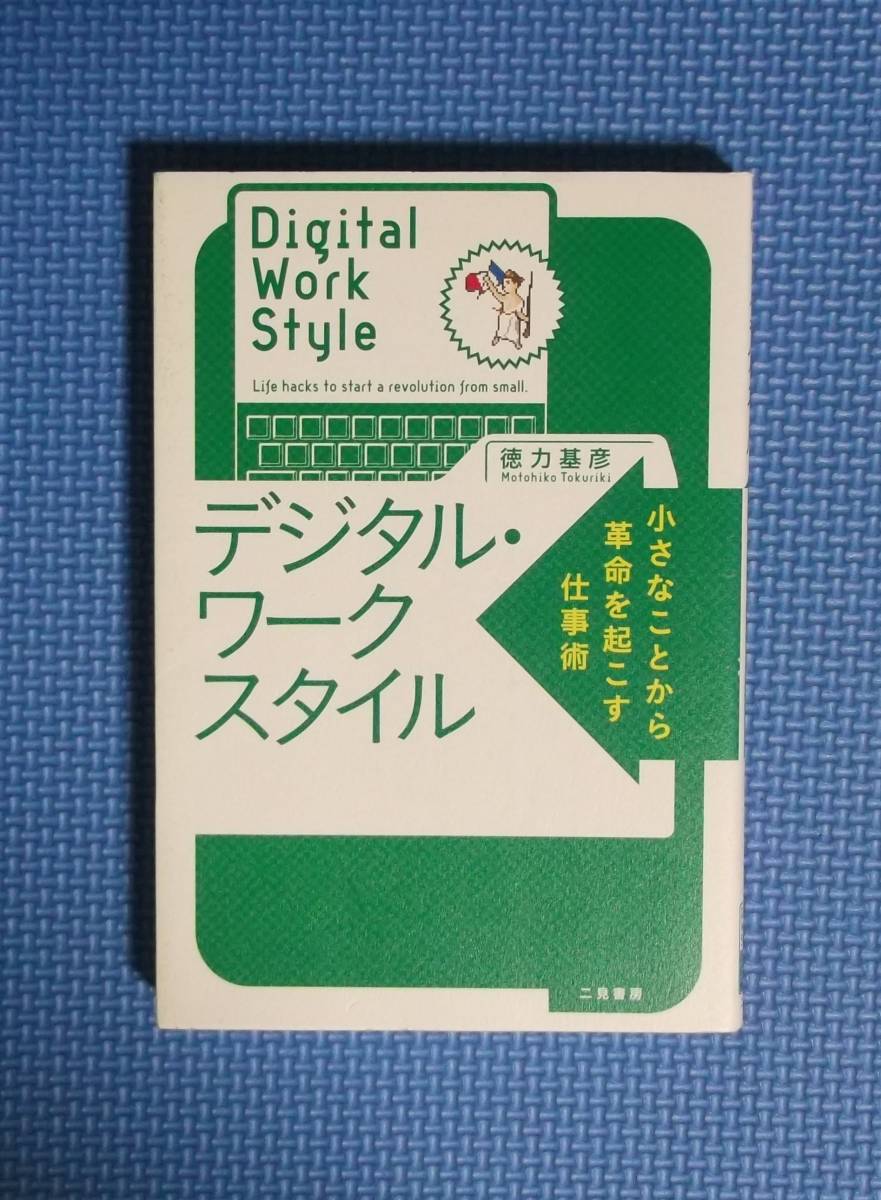 Digital
Work
Style
Life hacks to start a revolution from small.
徳力基彦
Motohiko Tokuriki
デジタル・
ワーク
スタイル
小さなことから
革命を起こす
仕事術
二見書房